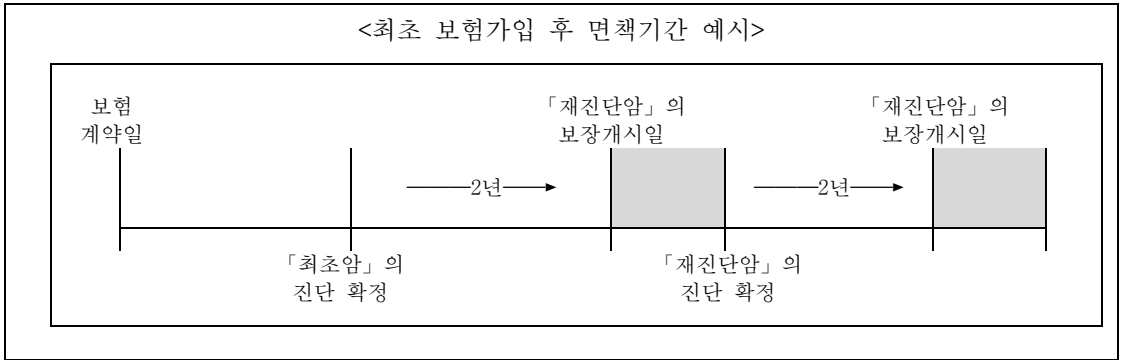 <최초 보험가입 후 면책기간 예시>
보험
계약일
「재진단암」의
보장개시일
「재진단암」의
보장개시일
2년
2년
「최초암」의
진단 확정
「재진단암」의
진단 확정